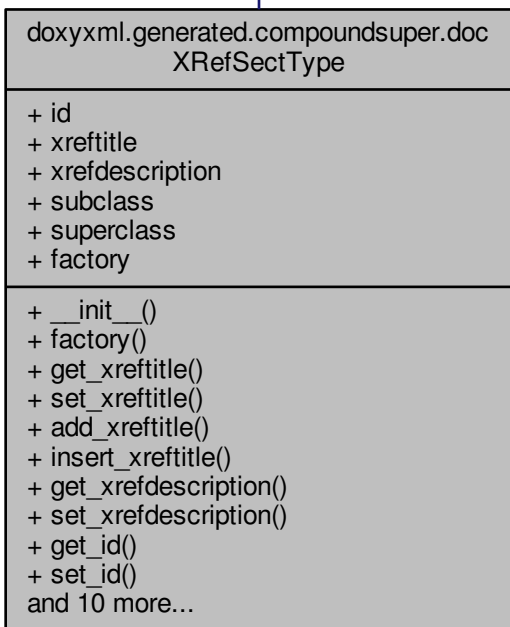 doxyxml.generated.compoundsuper.doc
XRefSectType
+ id
+ xreftitle
+ xrefdescription
+ subclass
+ superclass
+ factory
+ __init__()
+ factory()
+ get_xreftitle()
+ set_xreftitle()
+ add_xreftitle()
+ insert_xreftitle()
+ get_xrefdescription()
+ set_xrefdescription()
+ get_id()
+ set_id()
and 10 more...